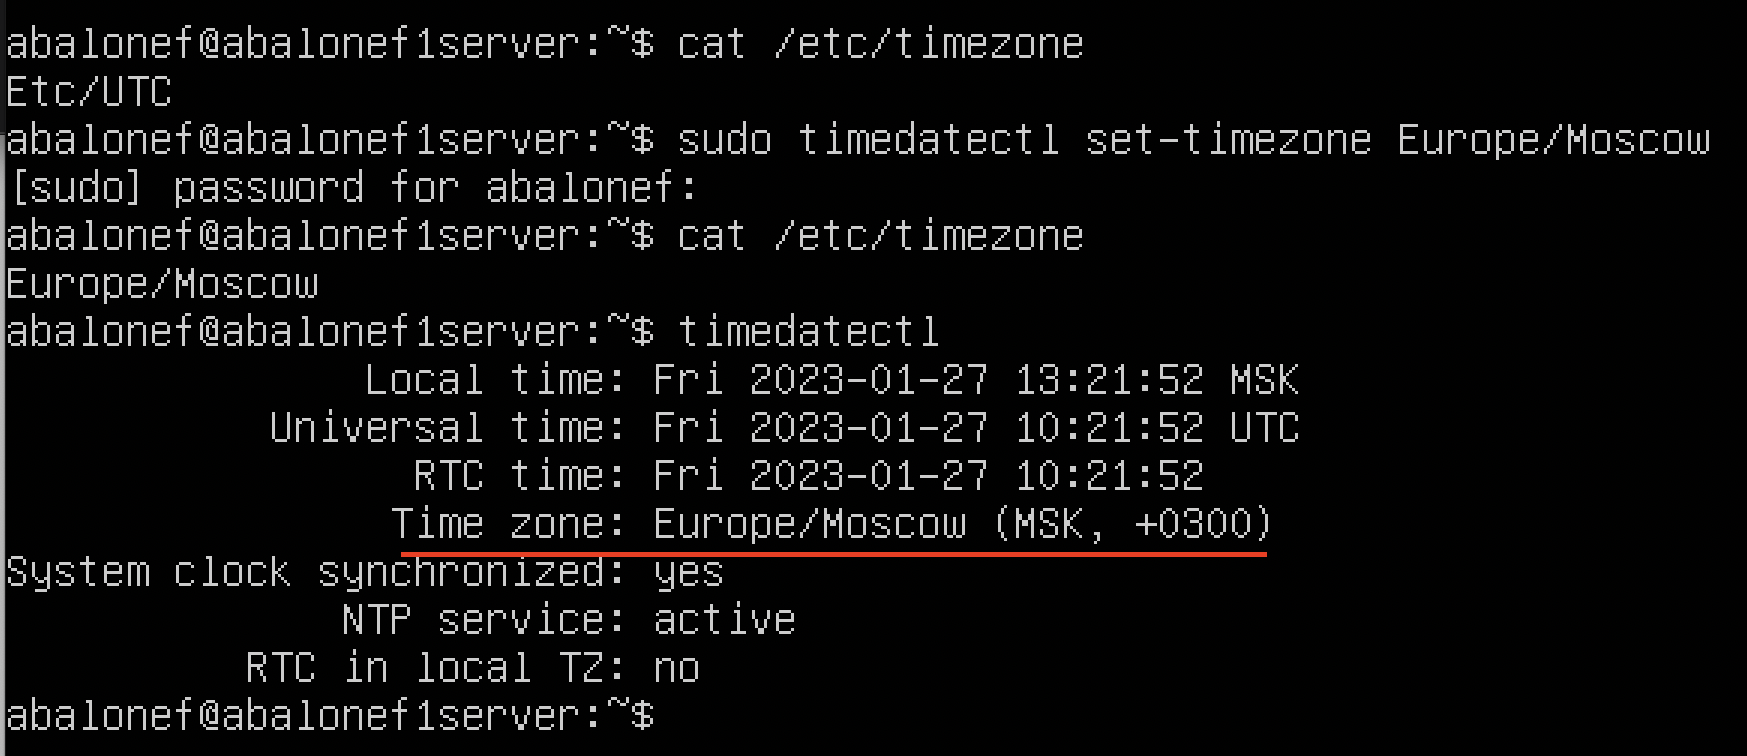 abalonef@abalonef1server:~$ cat /etc/timezone
Etc/UTC
abalonef@abalonef1server:~$ sudo timedatectl set-timezone Europe/Moscow
[sudo] password for abalonef:
abalonef@abalonef1server:~$ cat /etc/timezone
Europe/Moscow
abalonef@abalonef1server:~$ timedatectl
Local time: Fri 2023-01-27 13:21:52 MSK
Universal time: Fri 2023-01-27 10:21:52 UTC
RTC time: Fri 2023-01-27 10:21:52
Time zone: Europe/Moscow (MSK, +0300)
System clock synchronized: yes
NTP service: active
RTC in local TZ: no
abalonef@abalonef1server:~$